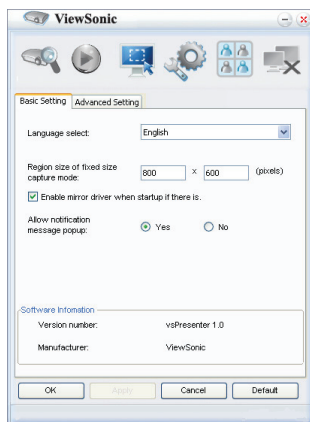 ViewSonic
Basic Setting Advanced Setting
Language select: English
Region size of fixed size
capture mode: 800 x 600 (pixels)
Enable mirror driver when startup if there is.
Allow notification
message popup: Yes No
Software Infomation
Version number: vsPresenter 1.0
Manufacturer: ViewSonic
OK Apply Cancel Default